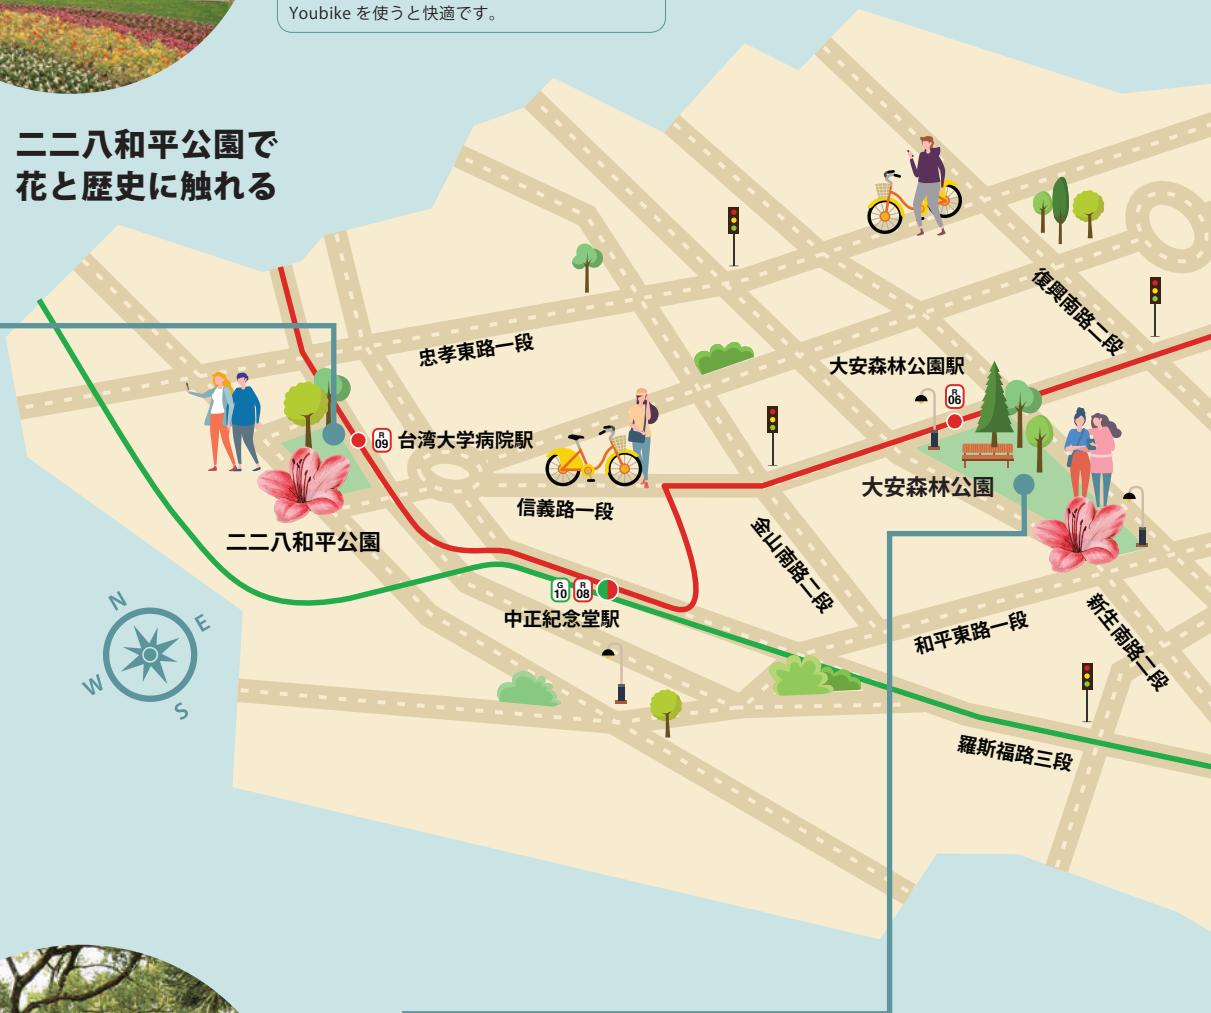 Youbike を使うと快適です。
二二八和平公園で
花と歴史に触れる
復興南路二段
忠孝東路一段
大安森林公園駅
R
06
R
09
台湾大学病院駅
大安森林公園
信義路一段
金山南路二段
二二八和平公園
G
10
R
08
中正紀念堂駅
和平東路一段
新生南路二段
羅斯福路三段
N
E
W
S